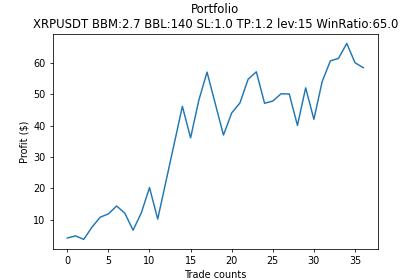 Portfolio
XRPUSDT BBM:2.7 BBL:140 SL:1.0 TP:1.2 lev:15 WinRatio:65.0
60
50
40
30
20
10
Profit ($)
0 5 10 15 20 25 30 35
Trade counts